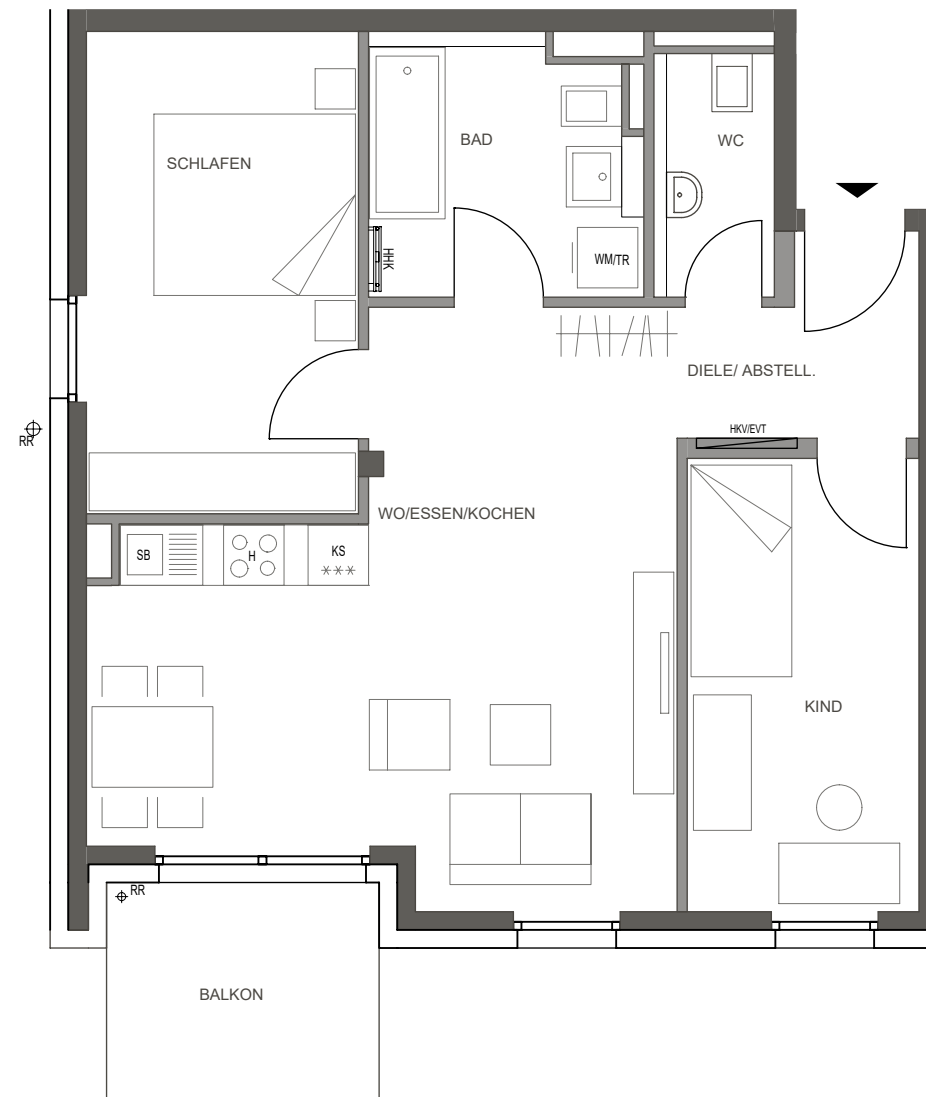 BAD
WC
SCHLAFEN
HHK
WM/TR
DIELE/ ABSTELL.
RR
HKV/EVT
WO/ESSEN/KOCHEN
SB
H
KS
***
KIND
RR
BALKON